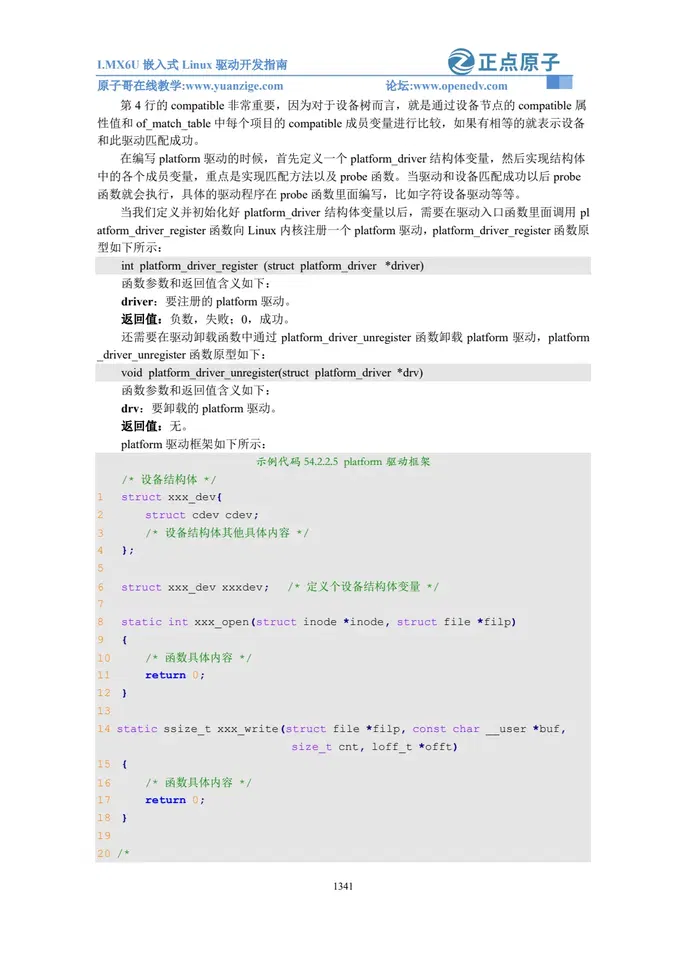 I.MX6U 嵌入式 Linux 驱动开发指南
正点原子
原子哥在线教学:www.yuanzige.com 论坛:www.openedv.com
第 4 行的 compatible 非常重要，因为对于设备树而言，就是通过设备节点的 compatible 属
性值和 of_match_table 中每个项目的 compatible 成员变量进行比较，如果有相等的就表示设备
和此驱动匹配成功。
在编写 platform 驱动的时候，首先定义一个 platform_driver 结构体变量，然后实现结构体
中的各个成员变量，重点是实现匹配方法以及 probe 函数。当驱动和设备匹配成功以后 probe
函数就会执行，具体的驱动程序在 probe 函数里面编写，比如字符设备驱动等等。
当我们定义并初始化好 platform_driver 结构体变量以后，需要在驱动入口函数里面调用 pl
atform_driver_register 函数向 Linux 内核注册一个 platform 驱动，platform_driver_register 函数原
型如下所示：
int platform_driver_register (struct platform_driver *driver)
函数参数和返回值含义如下：
driver：要注册的 platform 驱动。
返回值：负数，失败；0，成功。
还需要在驱动卸载函数中通过 platform_driver_unregister 函数卸载 platform 驱动，platform
_driver_unregister 函数原型如下：
void platform_driver_unregister(struct platform_driver *drv)
函数参数和返回值含义如下：
drv：要卸载的 platform 驱动。
返回值：无。
platform 驱动框架如下所示：
示例代码 54.2.2.5 platform 驱动框架
/* 设备结构体 */
1 struct xxx_dev{
2 struct cdev cdev;
3 /* 设备结构体其他具体内容 */
4 };
5
6 struct xxx_dev xxxdev; /* 定义个设备结构体变量 */
7
8 static int xxx_open(struct inode *inode, struct file *filp)
9 {
10 /* 函数具体内容 */
11 return 0;
12 }
13
14 static ssize_t xxx_write(struct file *filp, const char __user *buf,
size_t cnt, loff_t *offt)
15 {
16 /* 函数具体内容 */
17 return 0;
18 }
19
20 /*
1341